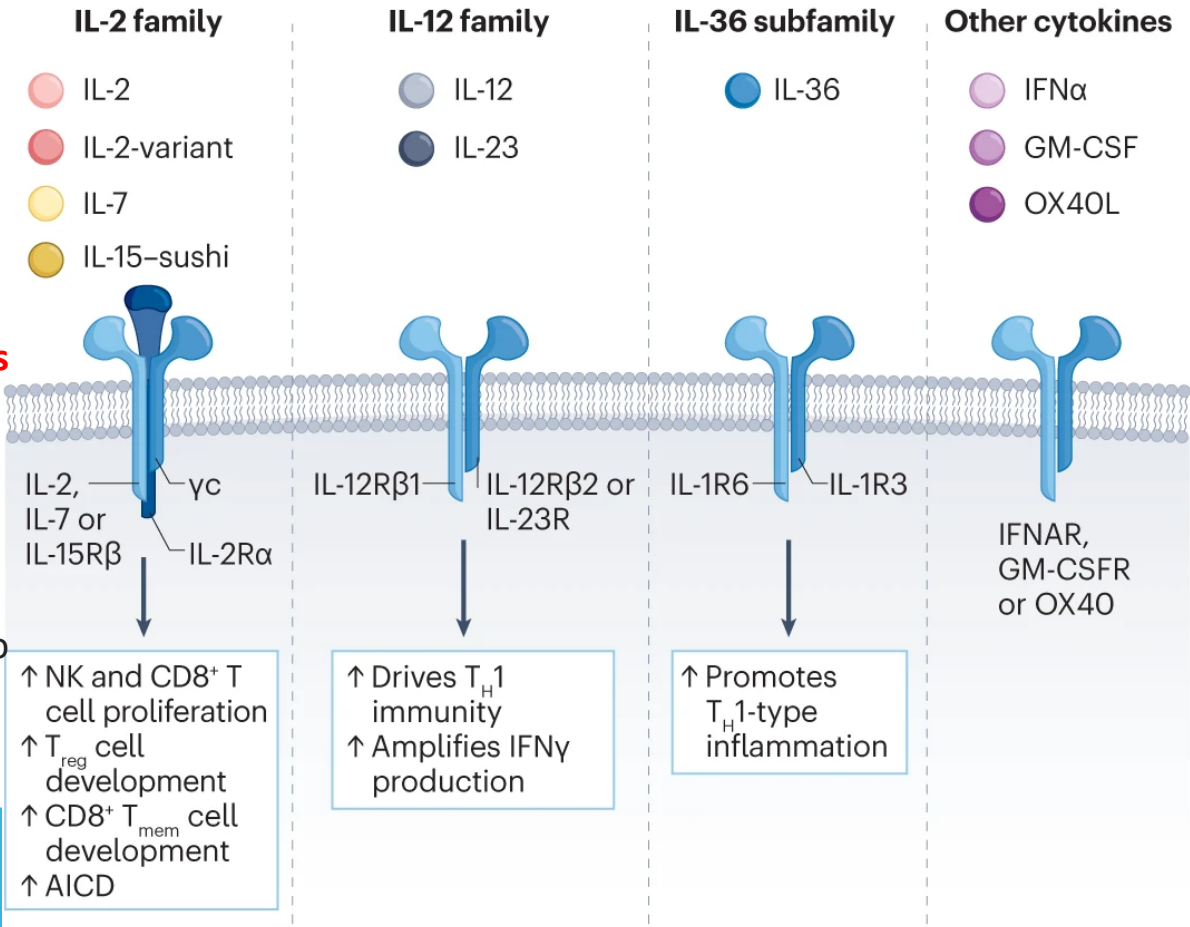 IL-2 family
IL-2
IL-2-variant
IL-7
IL-15–sushi
IL-2,
IL-7 or
IL-15Rβ
γc
IL-2Rα
↑ NK and CD8⁺ T
cell proliferation
↑ Treg cell
development
↑ CD8⁺ Tmem cell
development
↑ AICD
IL-12 family
IL-12
IL-23
IL-12Rβ1
IL-12Rβ2 or
IL-23R
↑ Drives TH1
immunity
↑ Amplifies IFNγ
production
IL-36 subfamily
IL-36
IL-1R6
IL-1R3
↑ Promotes
TH1-type
inflammation
Other cytokines
IFNα
GM-CSF
OX40L
IFNAR,
GM-CSFR
or OX40
s